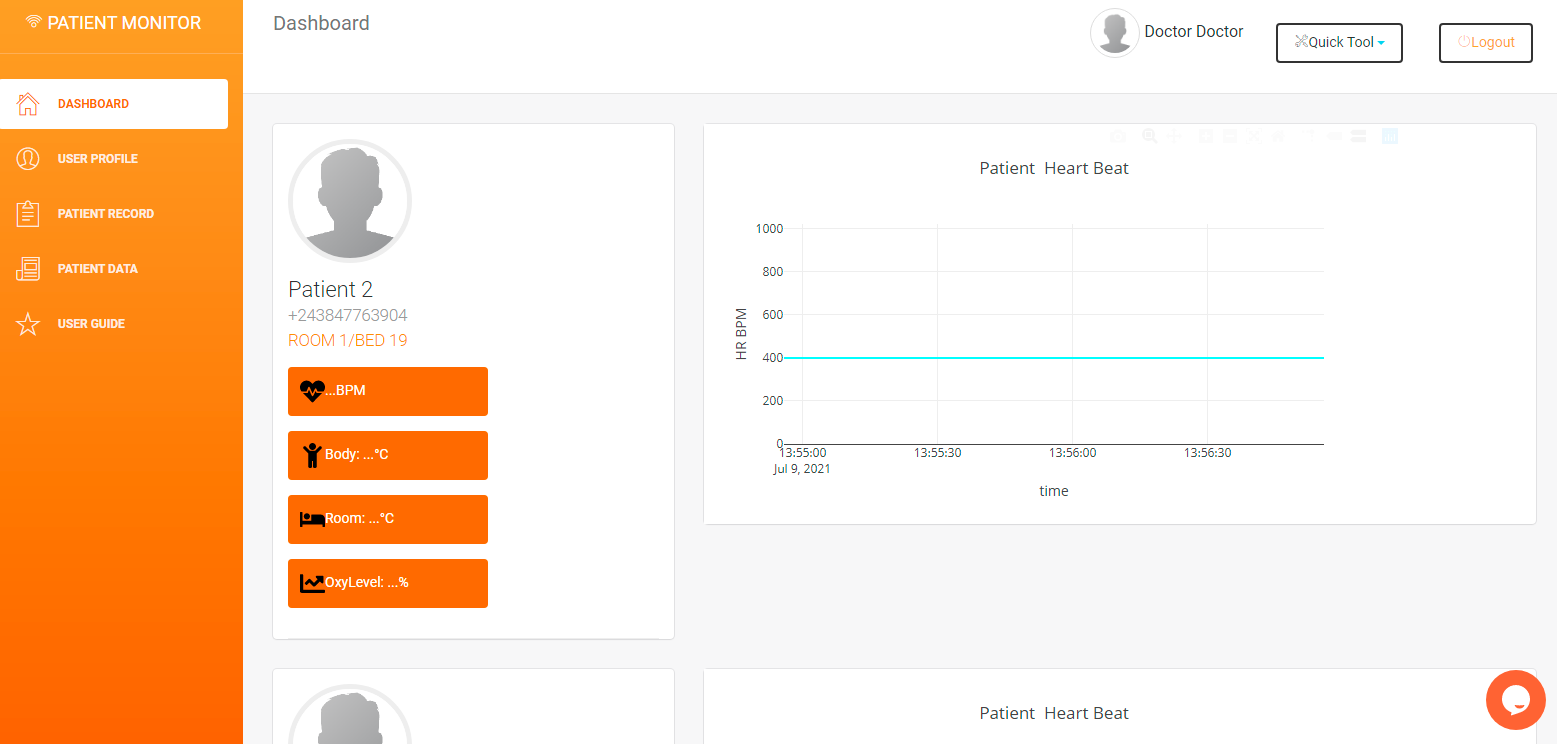 PATIENT MONITOR
Dashboard
Doctor Doctor
Quick Tool
Logout
DASHBOARD
USER PROFILE
PATIENT RECORD
PATIENT DATA
USER GUIDE
Patient 2
+243847763904
ROOM 1/BED 19
...BPM
Body: ...°C
Room: ...°C
OxyLevel: ...%
Patient Heart Beat
1000
800
600
400
200
0
HR BPM
13:55:00 13:55:30 13:56:00 13:56:30
Jul 9, 2021
time
Patient Heart Beat